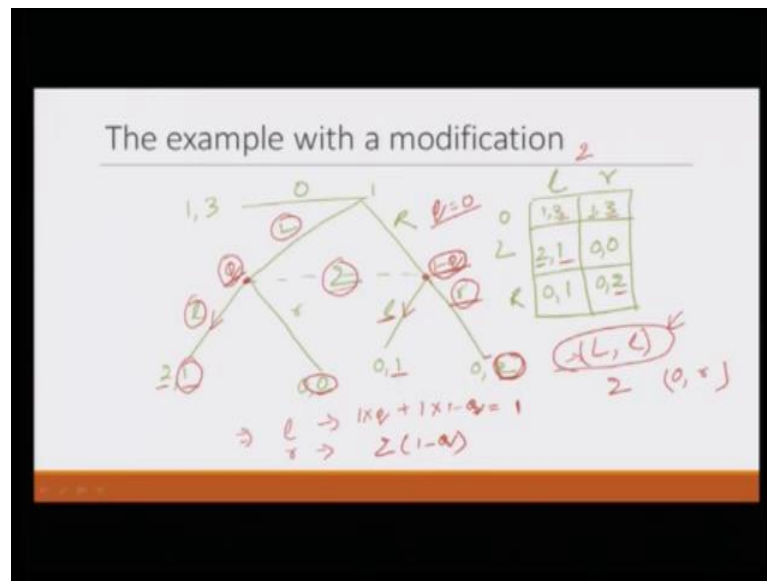 The example with a modification
2
l r
1,3 0 1
R q=0
0 1,3 1,3
L
L 2,1 0,0
q 2 1-q
R 0,1 0,2
l r l r
(L, l)
2,1 0,0 0,1 0,2
2 (0, r)
⇒ l → 1×q + 1×1-q = 1
r → 2(1-q)